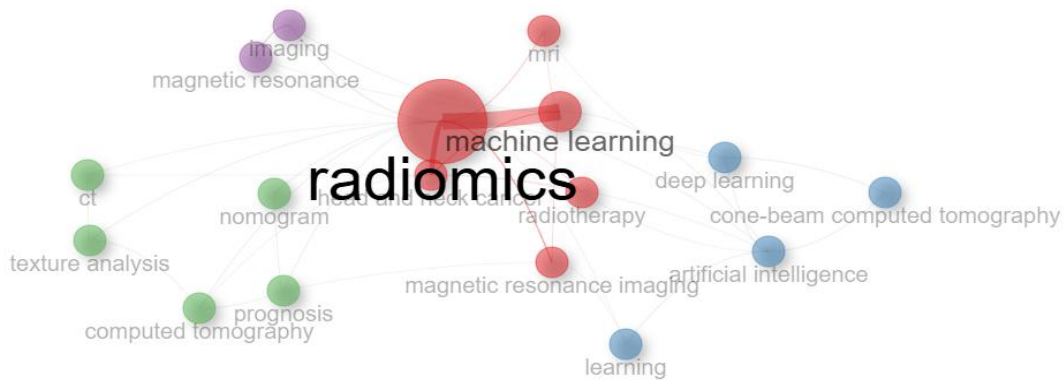 imaging
mri
magnetic resonance
machine learning
radiomics
head and neck cancer
deep learning
ct
nomogram
radiotherapy
cone-beam computed tomography
texture analysis
artificial intelligence
magnetic resonance imaging
prognosis
computed tomography
learning